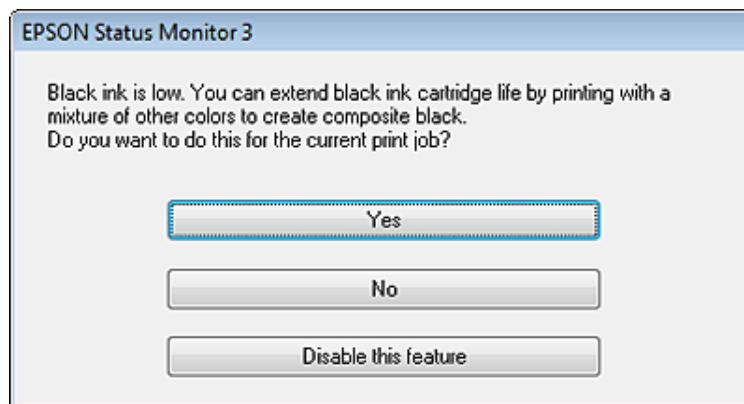 EPSON Status Monitor 3
Black ink is low. You can extend black ink cartridge life by printing with a
mixture of other colors to create composite black.
Do you want to do this for the current print job?
Yes
No
Disable this feature